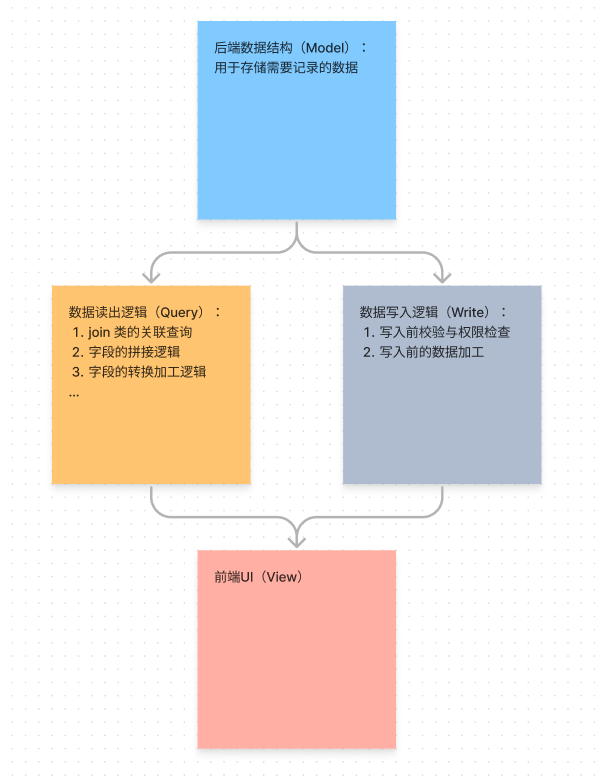 后端数据结构（Model）：
用于存储需要记录的数据
数据读出逻辑（Query）：
1. join 类的关联查询
2. 字段的拼接逻辑
3. 字段的转换加工逻辑
...
数据写入逻辑（Write）：
1. 写入前校验与权限检查
2. 写入前的数据加工
前端UI（View）